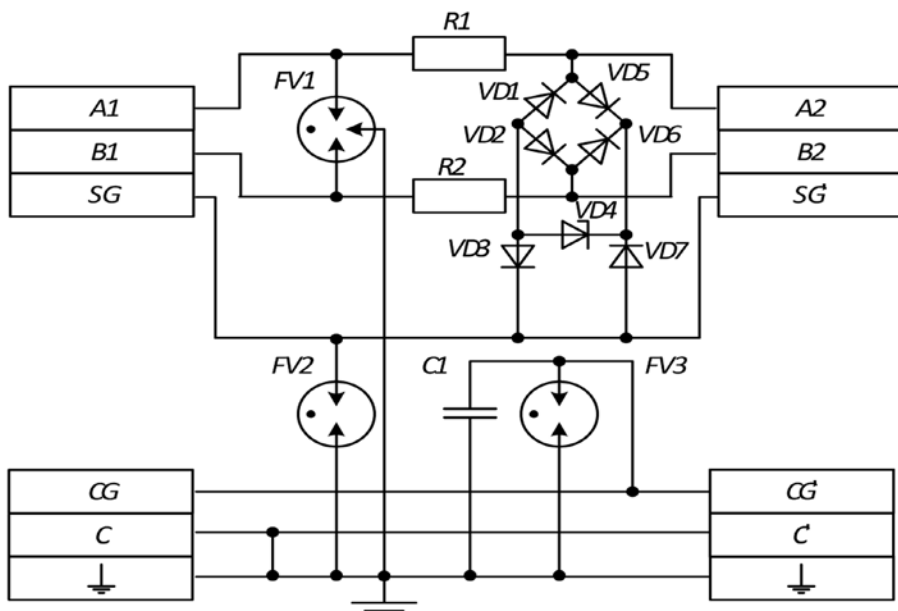 R1
FV1
VD1
VD5
A1
A2
VD2
VD6
B1
B2
R2
SG
SG'
VD4
VD3
VD7
FV2
C1
FV3
CG
CG'
C
C'